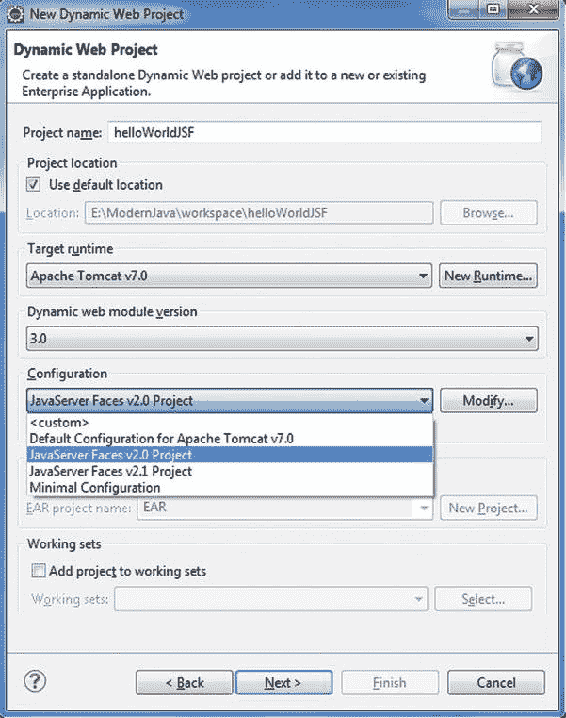 New Dynamic Web Project
Dynamic Web Project
Create a standalone Dynamic Web project or add it to a new or existing
Enterprise Application.
Project name: helloWorldJSF
Project location
Use default location
Location: E:\ModernJava\workspace\helloWorldJSF Browse...
Target runtime
Apache Tomcat v7.0 New Runtime...
Dynamic web module version
3.0
Configuration
JavaServer Faces v2.0 Project Modify...
<custom>
Default Configuration for Apache Tomcat v7.0
JavaServer Faces v2.0 Project
JavaServer Faces v2.1 Project
Minimal Configuration
EAR project name: EAR New Project...
Working sets
Add project to working sets
Working sets: Select...
? < Back Next > Finish Cancel